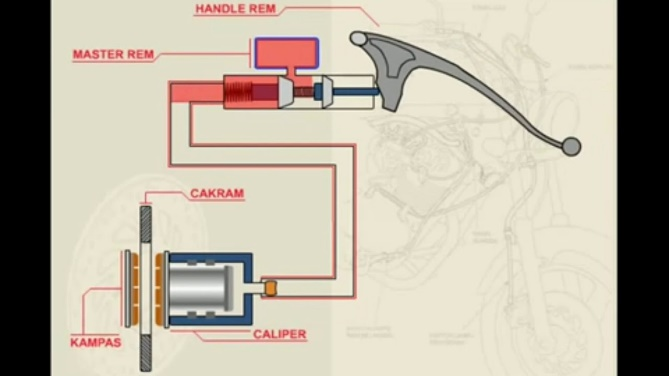 HANDLE REM
MASTER REM
CAKRAM
KAMPAS
CALIPER